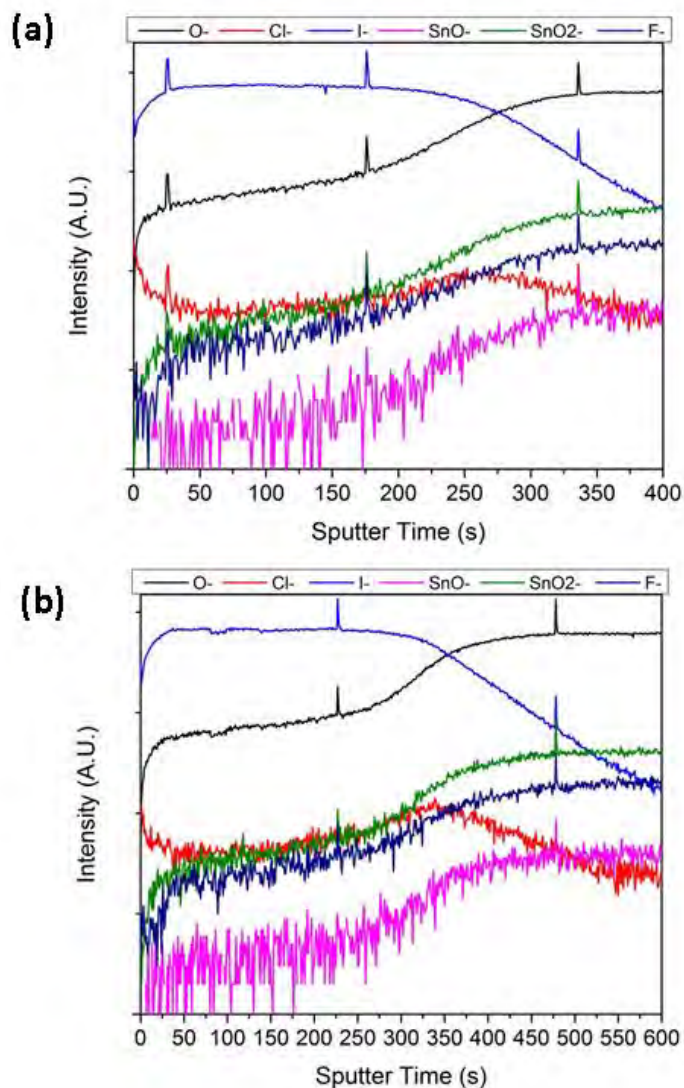 (a)
O- Cl- I- SnO- SnO2- F-
Intensity (A.U.)
0 50 100 150 200 250 300 350 400
Sputter Time (s)
(b)
O- Cl- I- SnO- SnO2- F-
Intensity (A.U.)
0 50 100 150 200 250 300 350 400 450 500 550 600
Sputter Time (s)